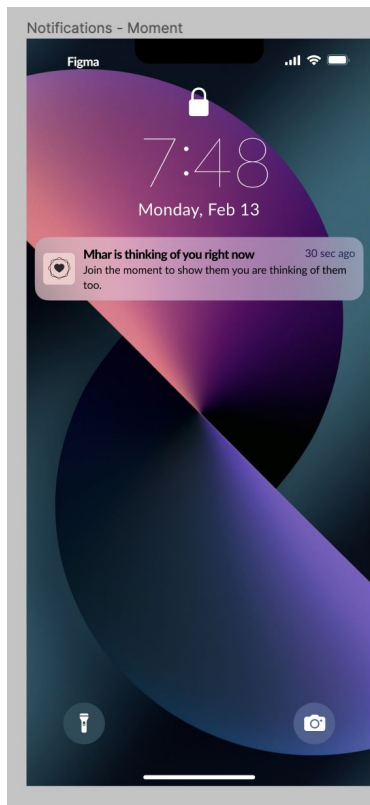 Notifications - Moment
Figma
7:48
Monday, Feb 13
Mhar is thinking of you right now 30 sec ago
Join the moment to show them you are thinking of them
too.